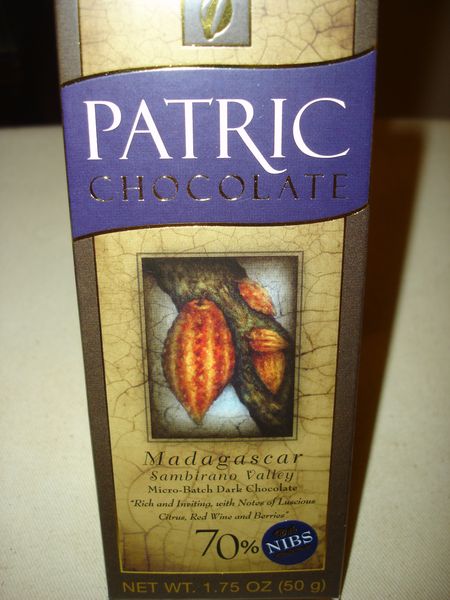 PATRIC
CHOCOLATE
Madagascar
Sambirano Valley
Micro-Batch Dark Chocolate
"Rich and Inviting, with Notes of Luscious
Citrus, Red Wine and Berries"
70%
NIBS
NET WT. 1.75 OZ (50 g)